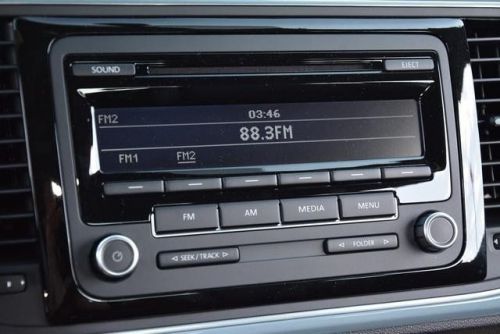 SOUND
EJECT
FM2
03:46
88.3FM
FM1 FM2
FM
AM
MEDIA
MENU
SEEK / TRACK
FOLDER